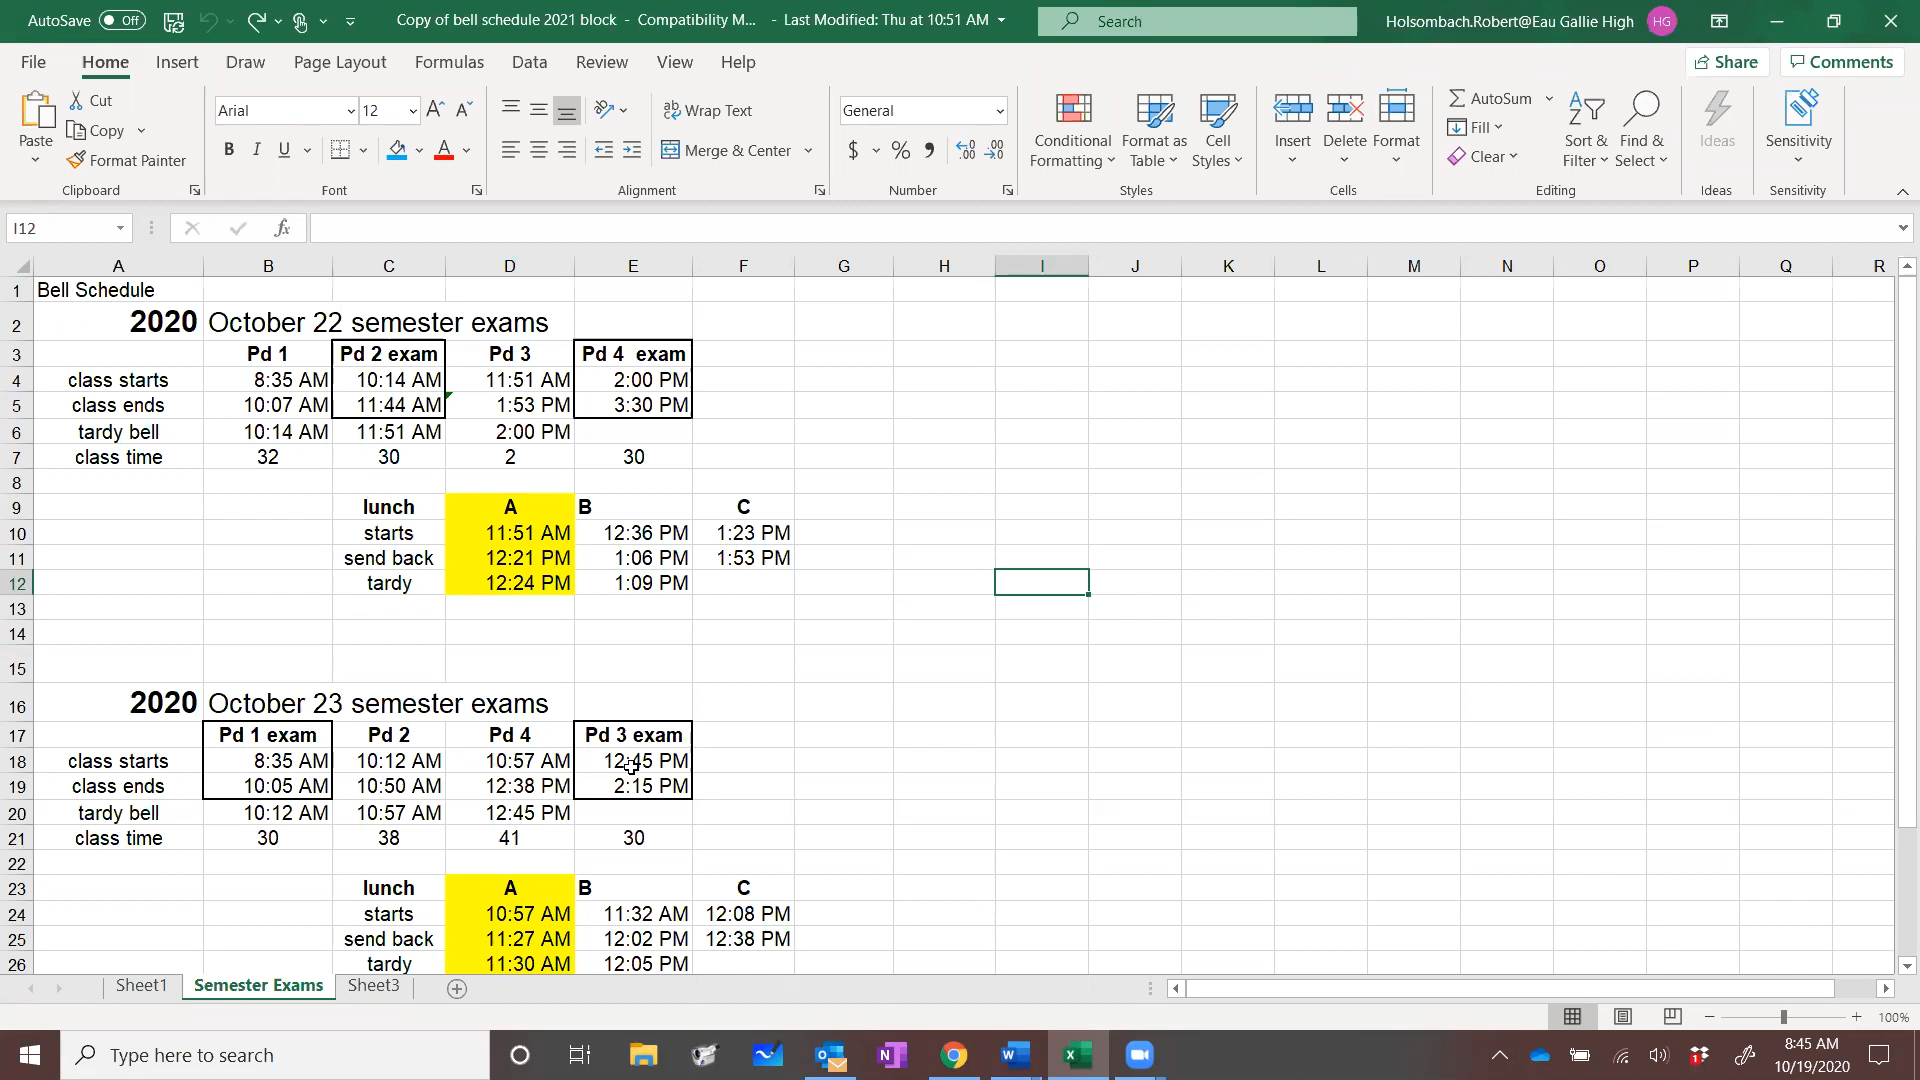 AutoSave Off Copy of bell schedule 2021 block - Compatibility M... - Last Modified: Thu at 10:51 AM Search Holsombach.Robert@Eau Gallie High HG
File Home Insert Draw Page Layout Formulas Data Review View Help Share Comments
Paste Cut Copy Format Painter
Arial 12
B I U A
ab Wrap Text
Merge & Center
General
$ % 9
Conditional Formatting Format as Table Cell Styles
Insert Delete Format
AutoSum Fill Clear
Sort & Filter Find & Select
Ideas Sensitivity
Clipboard Font Alignment Number Styles Cells Editing Ideas Sensitivity
I12 fx
A B C D E F G H I J K L M N O P Q R
1 Bell Schedule
2 2020 October 22 semester exams
3 Pd 1 Pd 2 exam Pd 3 Pd 4 exam
4 class starts 8:35 AM 10:14 AM 11:51 AM 2:00 PM
5 class ends 10:07 AM 11:44 AM 1:53 PM 3:30 PM
6 tardy bell 10:14 AM 11:51 AM 2:00 PM
7 class time 32 30 2 30
8
9 lunch A B C
10 starts 11:51 AM 12:36 PM 1:23 PM
11 send back 12:21 PM 1:06 PM 1:53 PM
12 tardy 12:24 PM 1:09 PM
13
14
15
16 2020 October 23 semester exams
17 Pd 1 exam Pd 2 Pd 4 Pd 3 exam
18 class starts 8:35 AM 10:12 AM 10:57 AM 12:45 PM
19 class ends 10:05 AM 10:50 AM 12:38 PM 2:15 PM
20 tardy bell 10:12 AM 10:57 AM 12:45 PM
21 class time 30 38 41 30
22
23 lunch A B C
24 starts 10:57 AM 11:32 AM 12:08 PM
25 send back 11:27 AM 12:02 PM 12:38 PM
26 tardy 11:30 AM 12:05 PM
Sheet1 Semester Exams Sheet3
100%
Type here to search
8:45 AM
10/19/2020